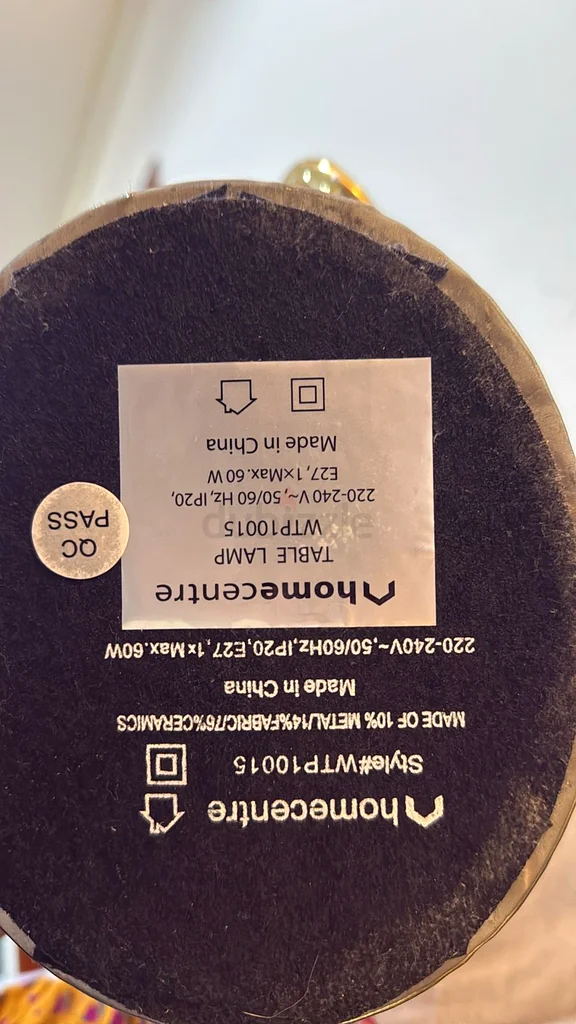 homecentre
Style#WTP10015
MADE OF 10% METAL/14%FABRIC/76%CERAMICS
Made in China
220-240V~,50/60Hz,IP20,E27,1xMax.60W
homecentre
TABLE LAMP
WTP10015
220-240 V~, 50/60 Hz, IP20,
E27, 1×Max. 60 W
Made in China
QC
PASS
dubizzle